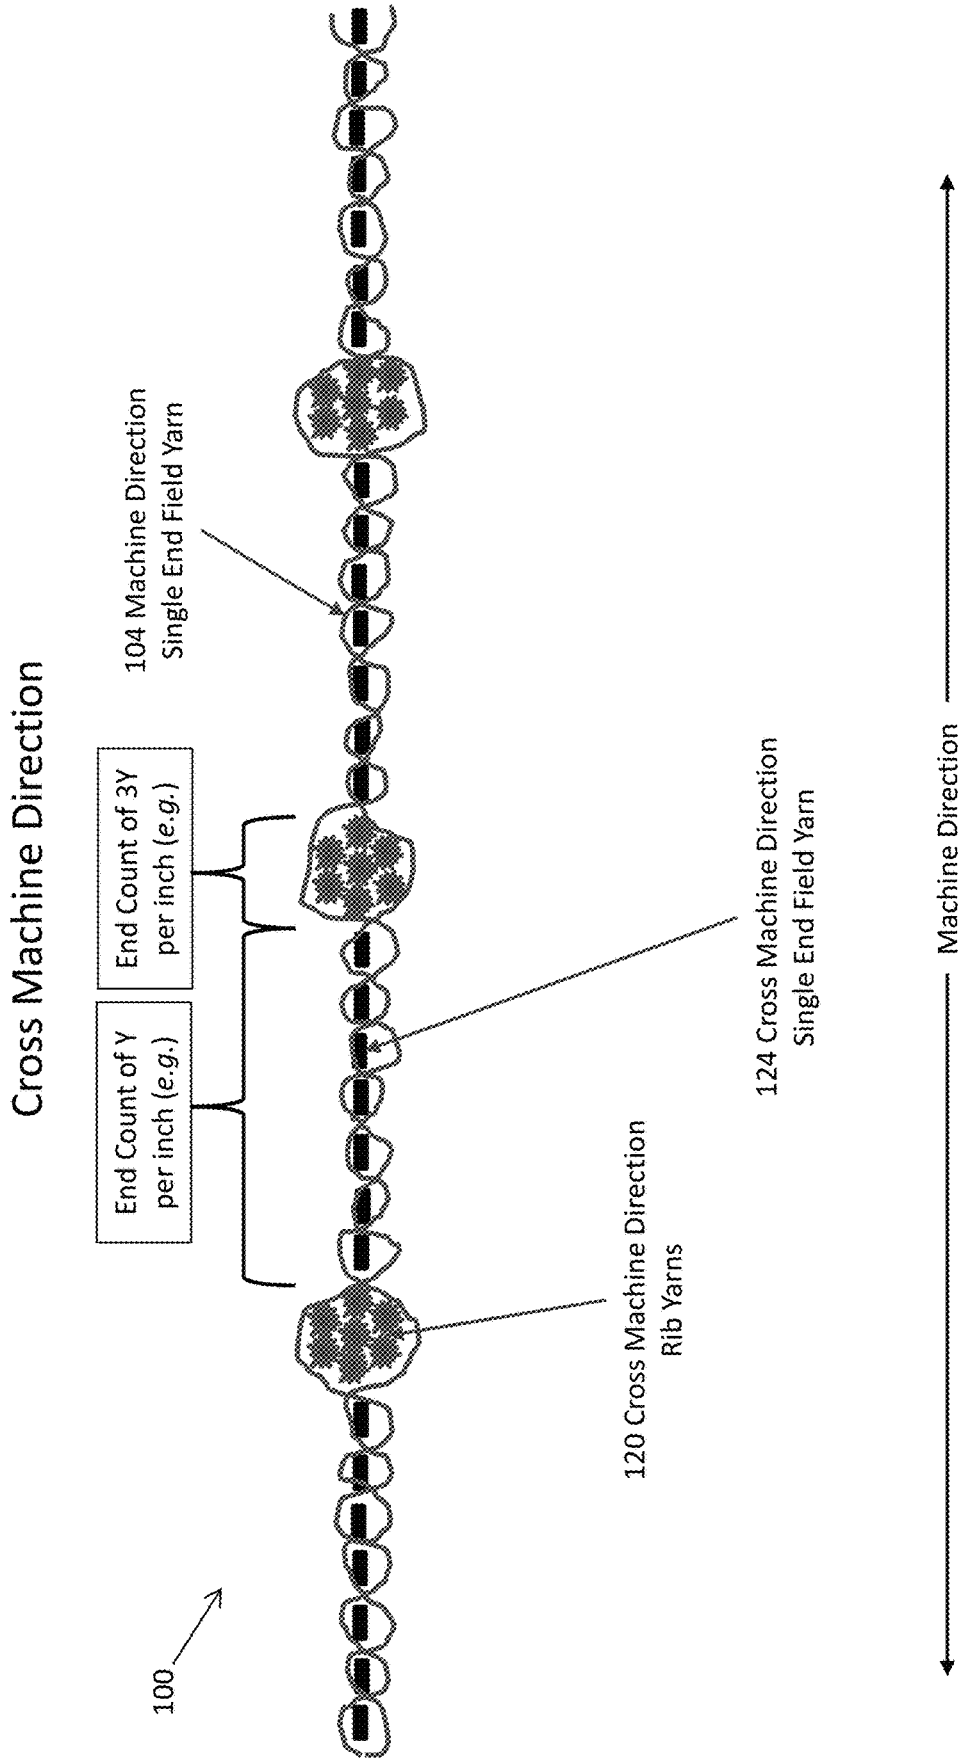 Cross Machine Direction
End Count of Y
per inch (e.g.)
End Count of 3Y
per inch (e.g.)
104 Machine Direction
Single End Field Yarn
100
120 Cross Machine Direction
Rib Yarns
124 Cross Machine Direction
Single End Field Yarn
Machine Direction